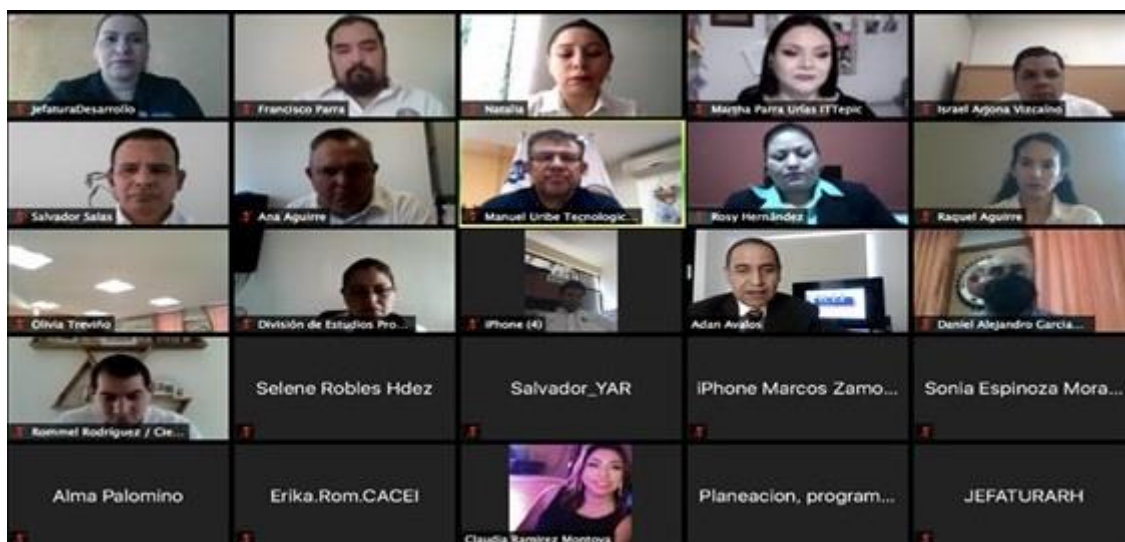 JefaturaDesarrollo
Francisco Parra
Natalia
Martha Parra Urías ITTepic
Israel Arjona Vizcaíno
Salvador Salas
Ana Aguirre
Manuel Uribe Tecnologic...
Rosy Hernández
Raquel Aguirre
Olivia Treviño
División de Estudios Pro...
iPhone (4)
Adan Avalos
Daniel Alejandro Garcia...
Rommel Rodríguez / Cie...
Selene Robles Hdez
Salvador_YAR
iPhone Marcos Zamo...
Sonia Espinoza Mora...
Alma Palomino
Erika.Rom.CACEI
Claudia Ramirez Montoya
Planeacion, program...
JEFATURARH